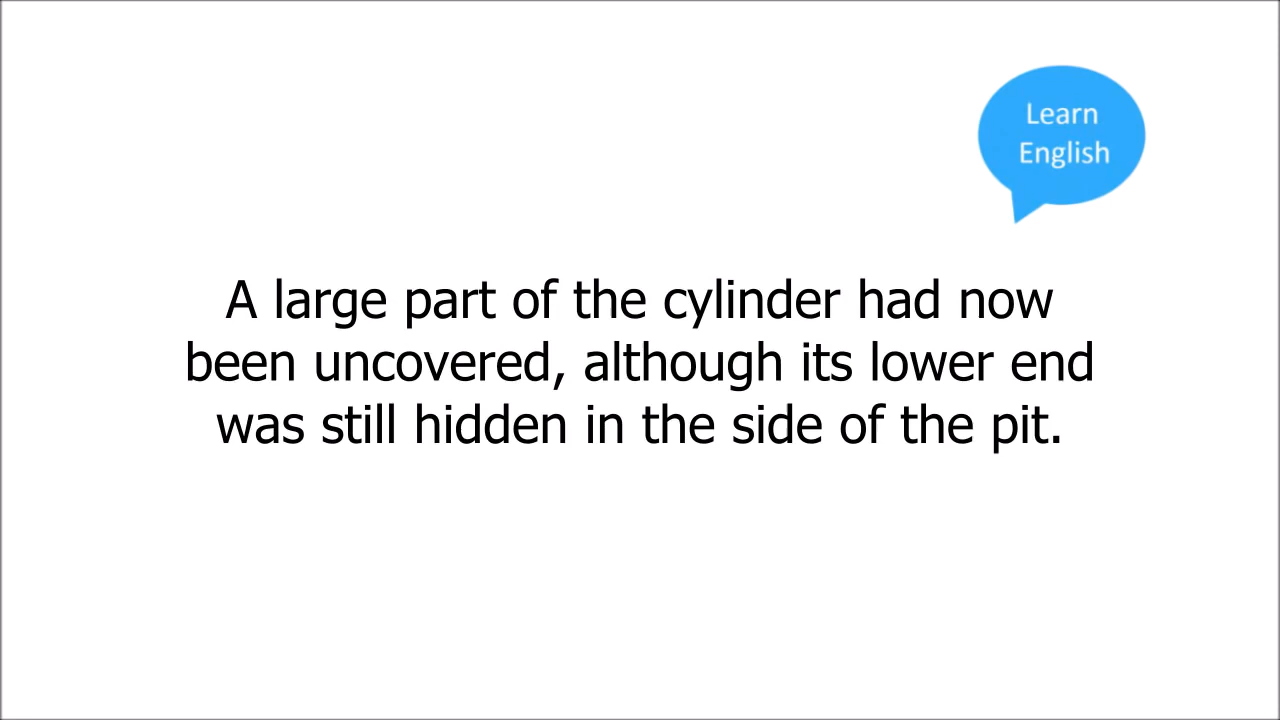 Learn
English
A large part of the cylinder had now
been uncovered, although its lower end
was still hidden in the side of the pit.